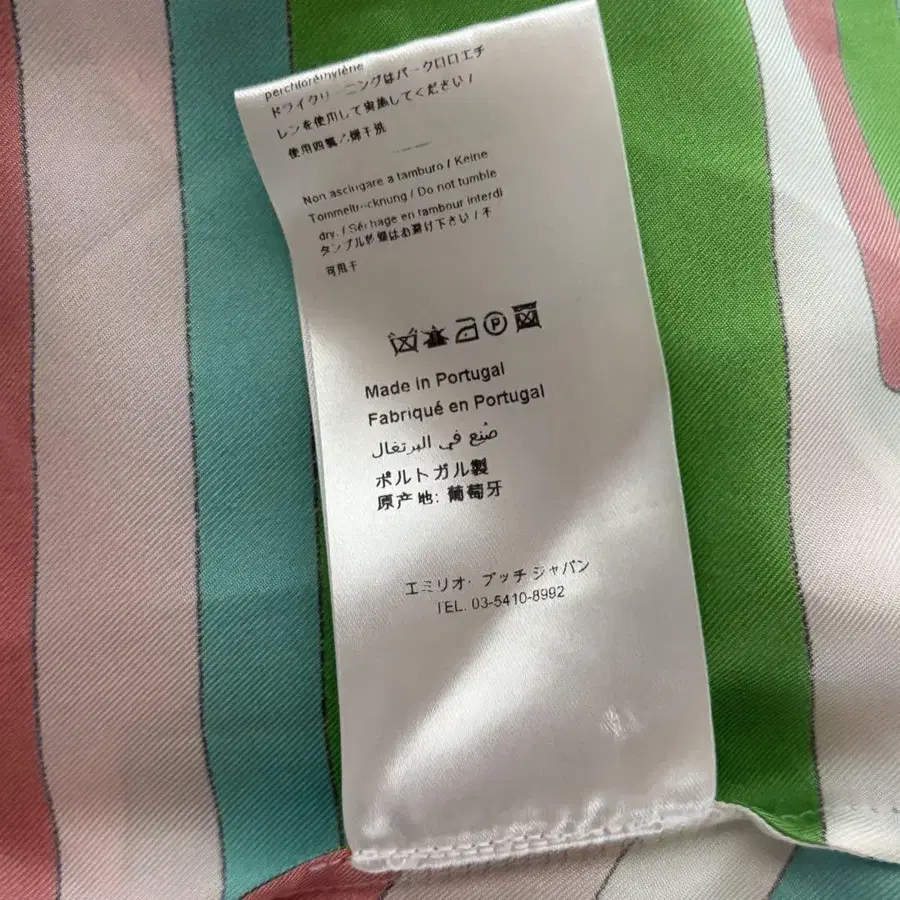 perchloréthylène
ドライクリーニングはパークロロエチ
レンを使用して実施してください /
使用四氯乙烯干洗
Non asciugare a tamburo / Keine
Trommeltrocknung / Do not tumble
dry. / Séchage en tambour interdi
タンブル乾燥はお避け下さい / 不
可甩干
Made in Portugal
Fabriqué en Portugal
صُنع في البرتغال
ポルトガル製
原产地: 葡萄牙
エミリオ・プッチ ジャパン
TEL. 03-5410-8992